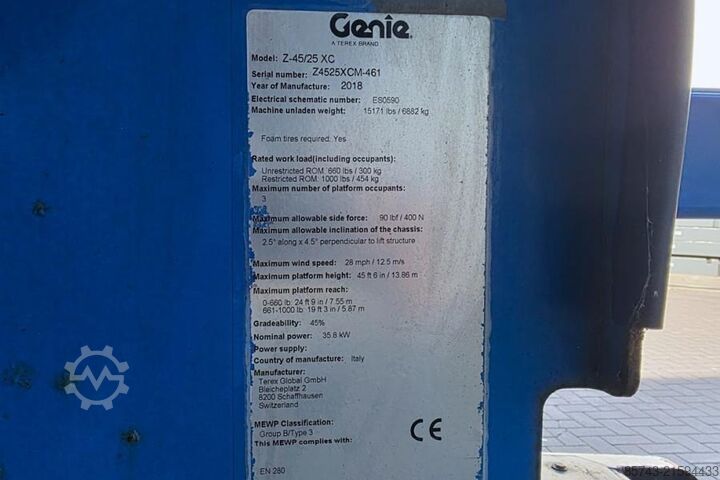 Genie
A TEREX BRAND
Model: Z-45/25 XC
Serial number: Z4525XCM-461
Year of Manufacture: 2018
Electrical schematic number: ES0590
Machine unladen weight: 15171 lbs / 6882 kg
Foam tires required: Yes
Rated work load(including occupants):
Unrestricted ROM: 660 lbs / 300 kg
Restricted ROM: 1000 lbs / 454 kg
Maximum number of platform occupants:
3
Maximum allowable side force: 90 lbf / 400 N
Maximum allowable inclination of the chassis:
2.5° along x 4.5° perpendicular to lift structure
Maximum wind speed: 28 mph / 12.5 m/s
Maximum platform height: 45 ft 6 in / 13.86 m
Maximum platform reach:
0-660 lb: 24 ft 9 in / 7.55 m
661-1000 lb: 19 ft 3 in / 5.87 m
Gradeability: 45%
Nominal power: 35.8 kW
Power supply:
Country of manufacture: Italy
Manufacturer:
Terex Global GmbH
Bleicheplatz 2
8200 Schaffhausen
Switzerland
MEWP Classification:
Group B/Type 3
This MEWP complies with:
CE
EN 280
85743-21594433